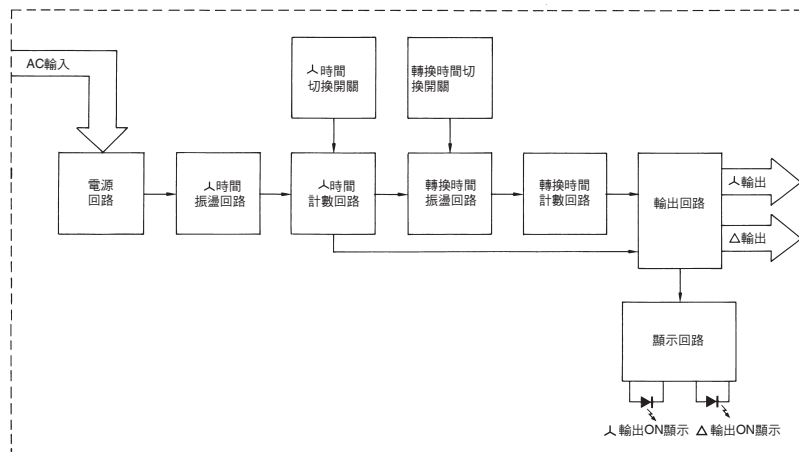 AC輸入
人時間
切換開關
轉換時間切
換開關
電源
回路
人時間
振盪回路
人時間
計數回路
轉換時間
振盪回路
轉換時間
計數回路
輸出回路
人輸出
△輸出
顯示回路
人輸出ON顯示
△輸出ON顯示